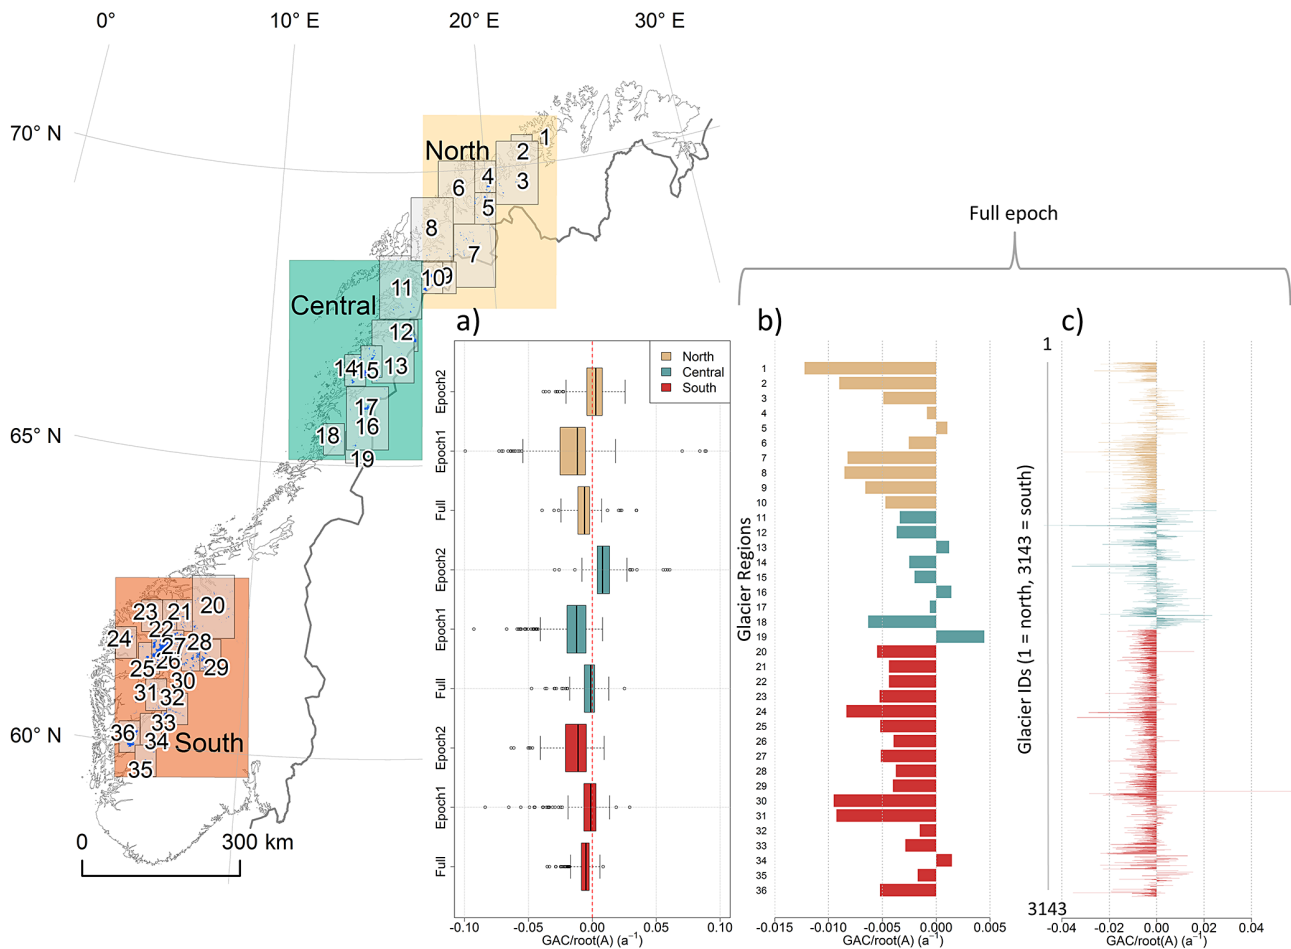 0°
10° E
20° E
30° E
70° N
65° N
60° N
North
1
2
3
4
5
6
7
8
9
10
Central
11
12
13
14
15
16
17
18
19
South
20
21
22
23
24
25
26
27
28
29
30
31
32
33
34
35
36
0
300 km
a)
North
Central
South
Epoch2
Epoch1
Full
Epoch2
Epoch1
Full
Epoch2
Epoch1
Full
-0.10
-0.05
0.00
0.05
0.10
GAC/root(A) (a⁻¹)
Full epoch
b)
Glacier Regions
1
2
3
4
5
6
7
8
9
10
11
12
13
14
15
16
17
18
19
20
21
22
23
24
25
26
27
28
29
30
31
32
33
34
35
36
-0.015
-0.010
-0.005
0.000
0.005
GAC/root(A) (a⁻¹)
c)
1
Glacier IDs (1 = north, 3143 = south)
3143
-0.04
-0.02
0.00
0.02
0.04
GAC/root(A) (a⁻¹)